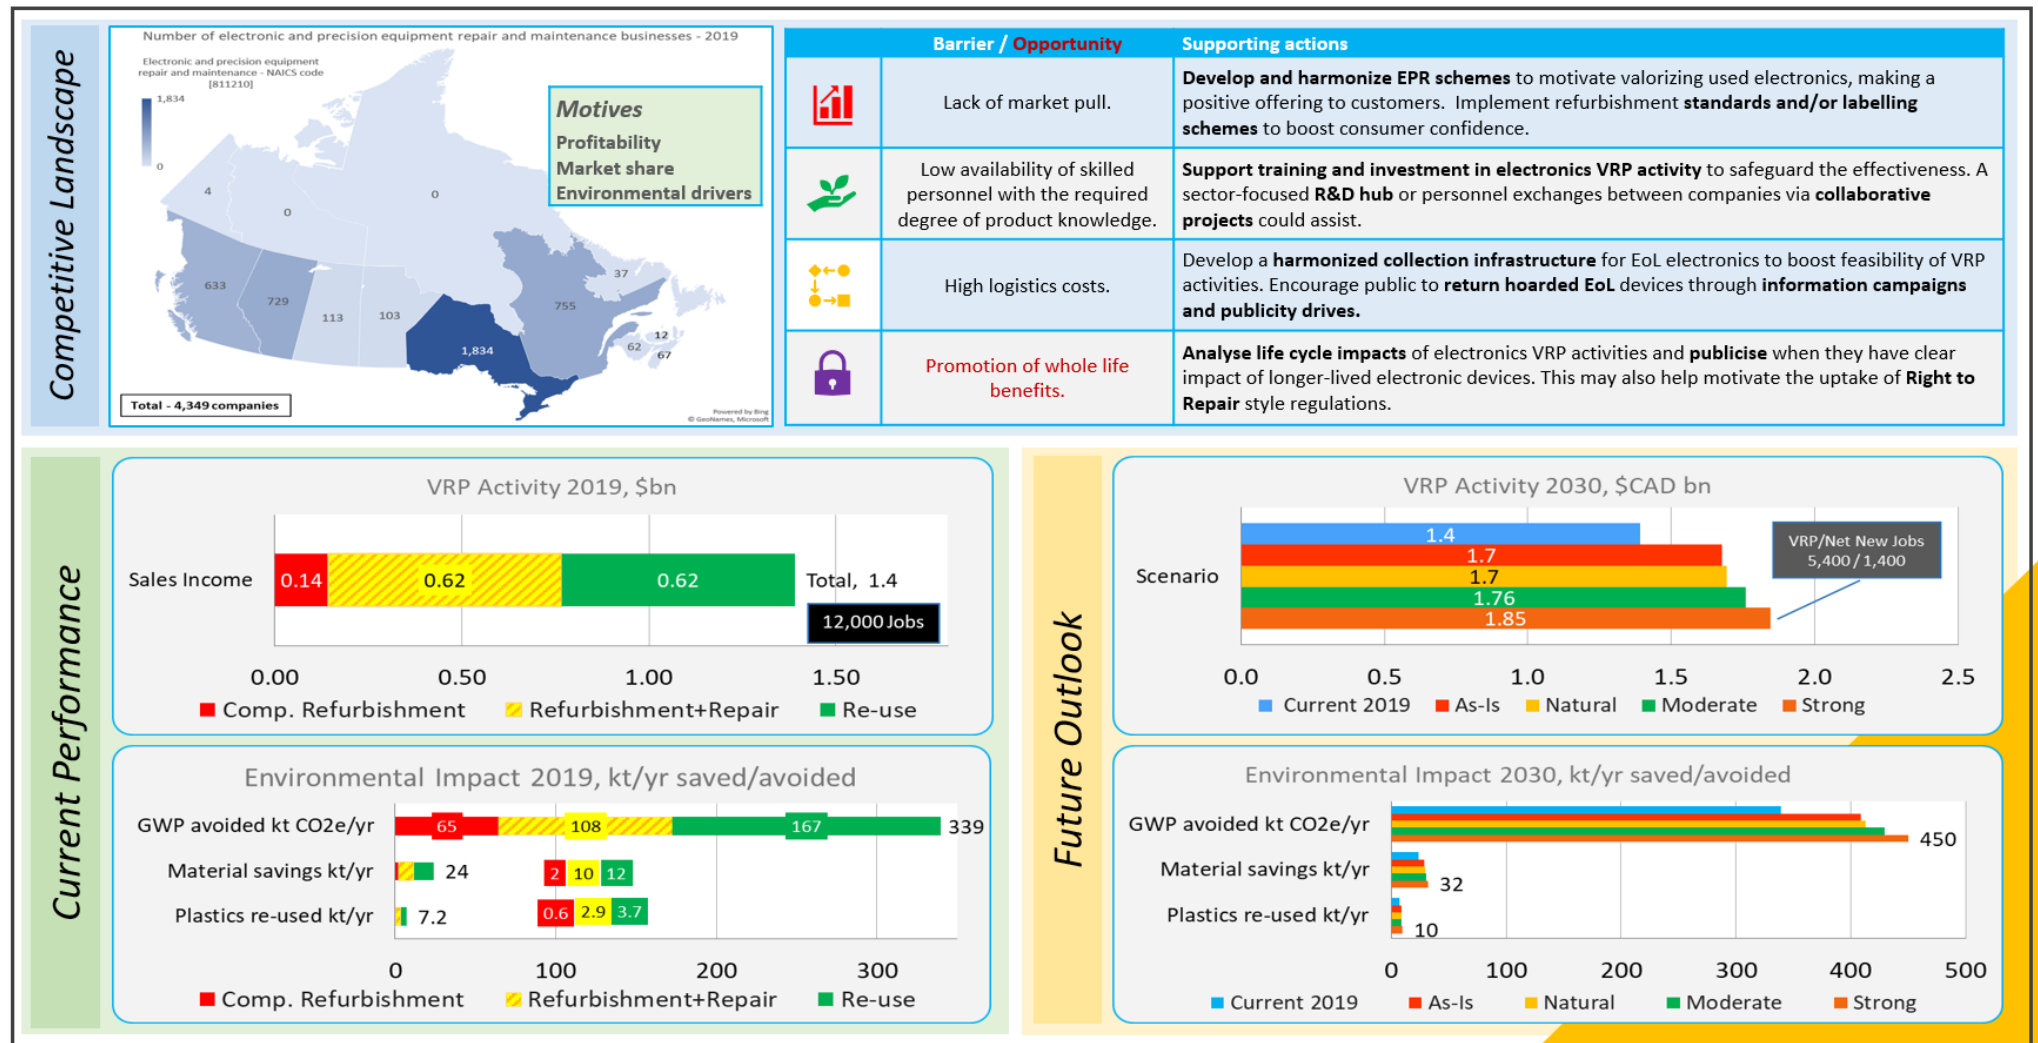 Competitive Landscape
Number of electronic and precision equipment repair and maintenance businesses - 2019
Electronic and precision equipment
repair and maintenance - NAICS code
[811210]
1,834
0
Motives
Profitability
Market share
Environmental drivers
4
0
0
633
729
113
103
1,834
755
37
12
62
67
Total - 4,349 companies
Powered by Bing
© GeoNames, Microsoft
Barrier / Opportunity
Supporting actions
Lack of market pull.
Develop and harmonize EPR schemes to motivate valorizing used electronics, making a
positive offering to customers. Implement refurbishment standards and/or labelling
schemes to boost consumer confidence.
Low availability of skilled
personnel with the required
degree of product knowledge.
Support training and investment in electronics VRP activity to safeguard the effectiveness. A
sector-focused R&D hub or personnel exchanges between companies via collaborative
projects could assist.
High logistics costs.
Develop a harmonized collection infrastructure for EoL electronics to boost feasibility of VRP
activities. Encourage public to return hoarded EoL devices through information campaigns
and publicity drives.
Promotion of whole life
benefits.
Analyse life cycle impacts of electronics VRP activities and publicise when they have clear
impact of longer-lived electronic devices. This may also help motivate the uptake of Right to
Repair style regulations.
Current Performance
VRP Activity 2019, $bn
Sales Income
0.14
0.62
0.62
Total, 1.4
12,000 Jobs
0.00 0.50 1.00 1.50
Comp. Refurbishment Refurbishment+Repair Re-use
Environmental Impact 2019, kt/yr saved/avoided
GWP avoided kt CO2e/yr 65 108 167 339
Material savings kt/yr 24 2 10 12
Plastics re-used kt/yr 7.2 0.6 2.9 3.7
0 100 200 300
Comp. Refurbishment Refurbishment+Repair Re-use
Future Outlook
VRP Activity 2030, $CAD bn
Scenario
1.4
1.7
1.7
1.76
1.85
VRP/Net New Jobs
5,400 / 1,400
0.0 0.5 1.0 1.5 2.0 2.5
Current 2019 As-Is Natural Moderate Strong
Environmental Impact 2030, kt/yr saved/avoided
GWP avoided kt CO2e/yr 450
Material savings kt/yr 32
Plastics re-used kt/yr 10
0 100 200 300 400 500
Current 2019 As-Is Natural Moderate Strong